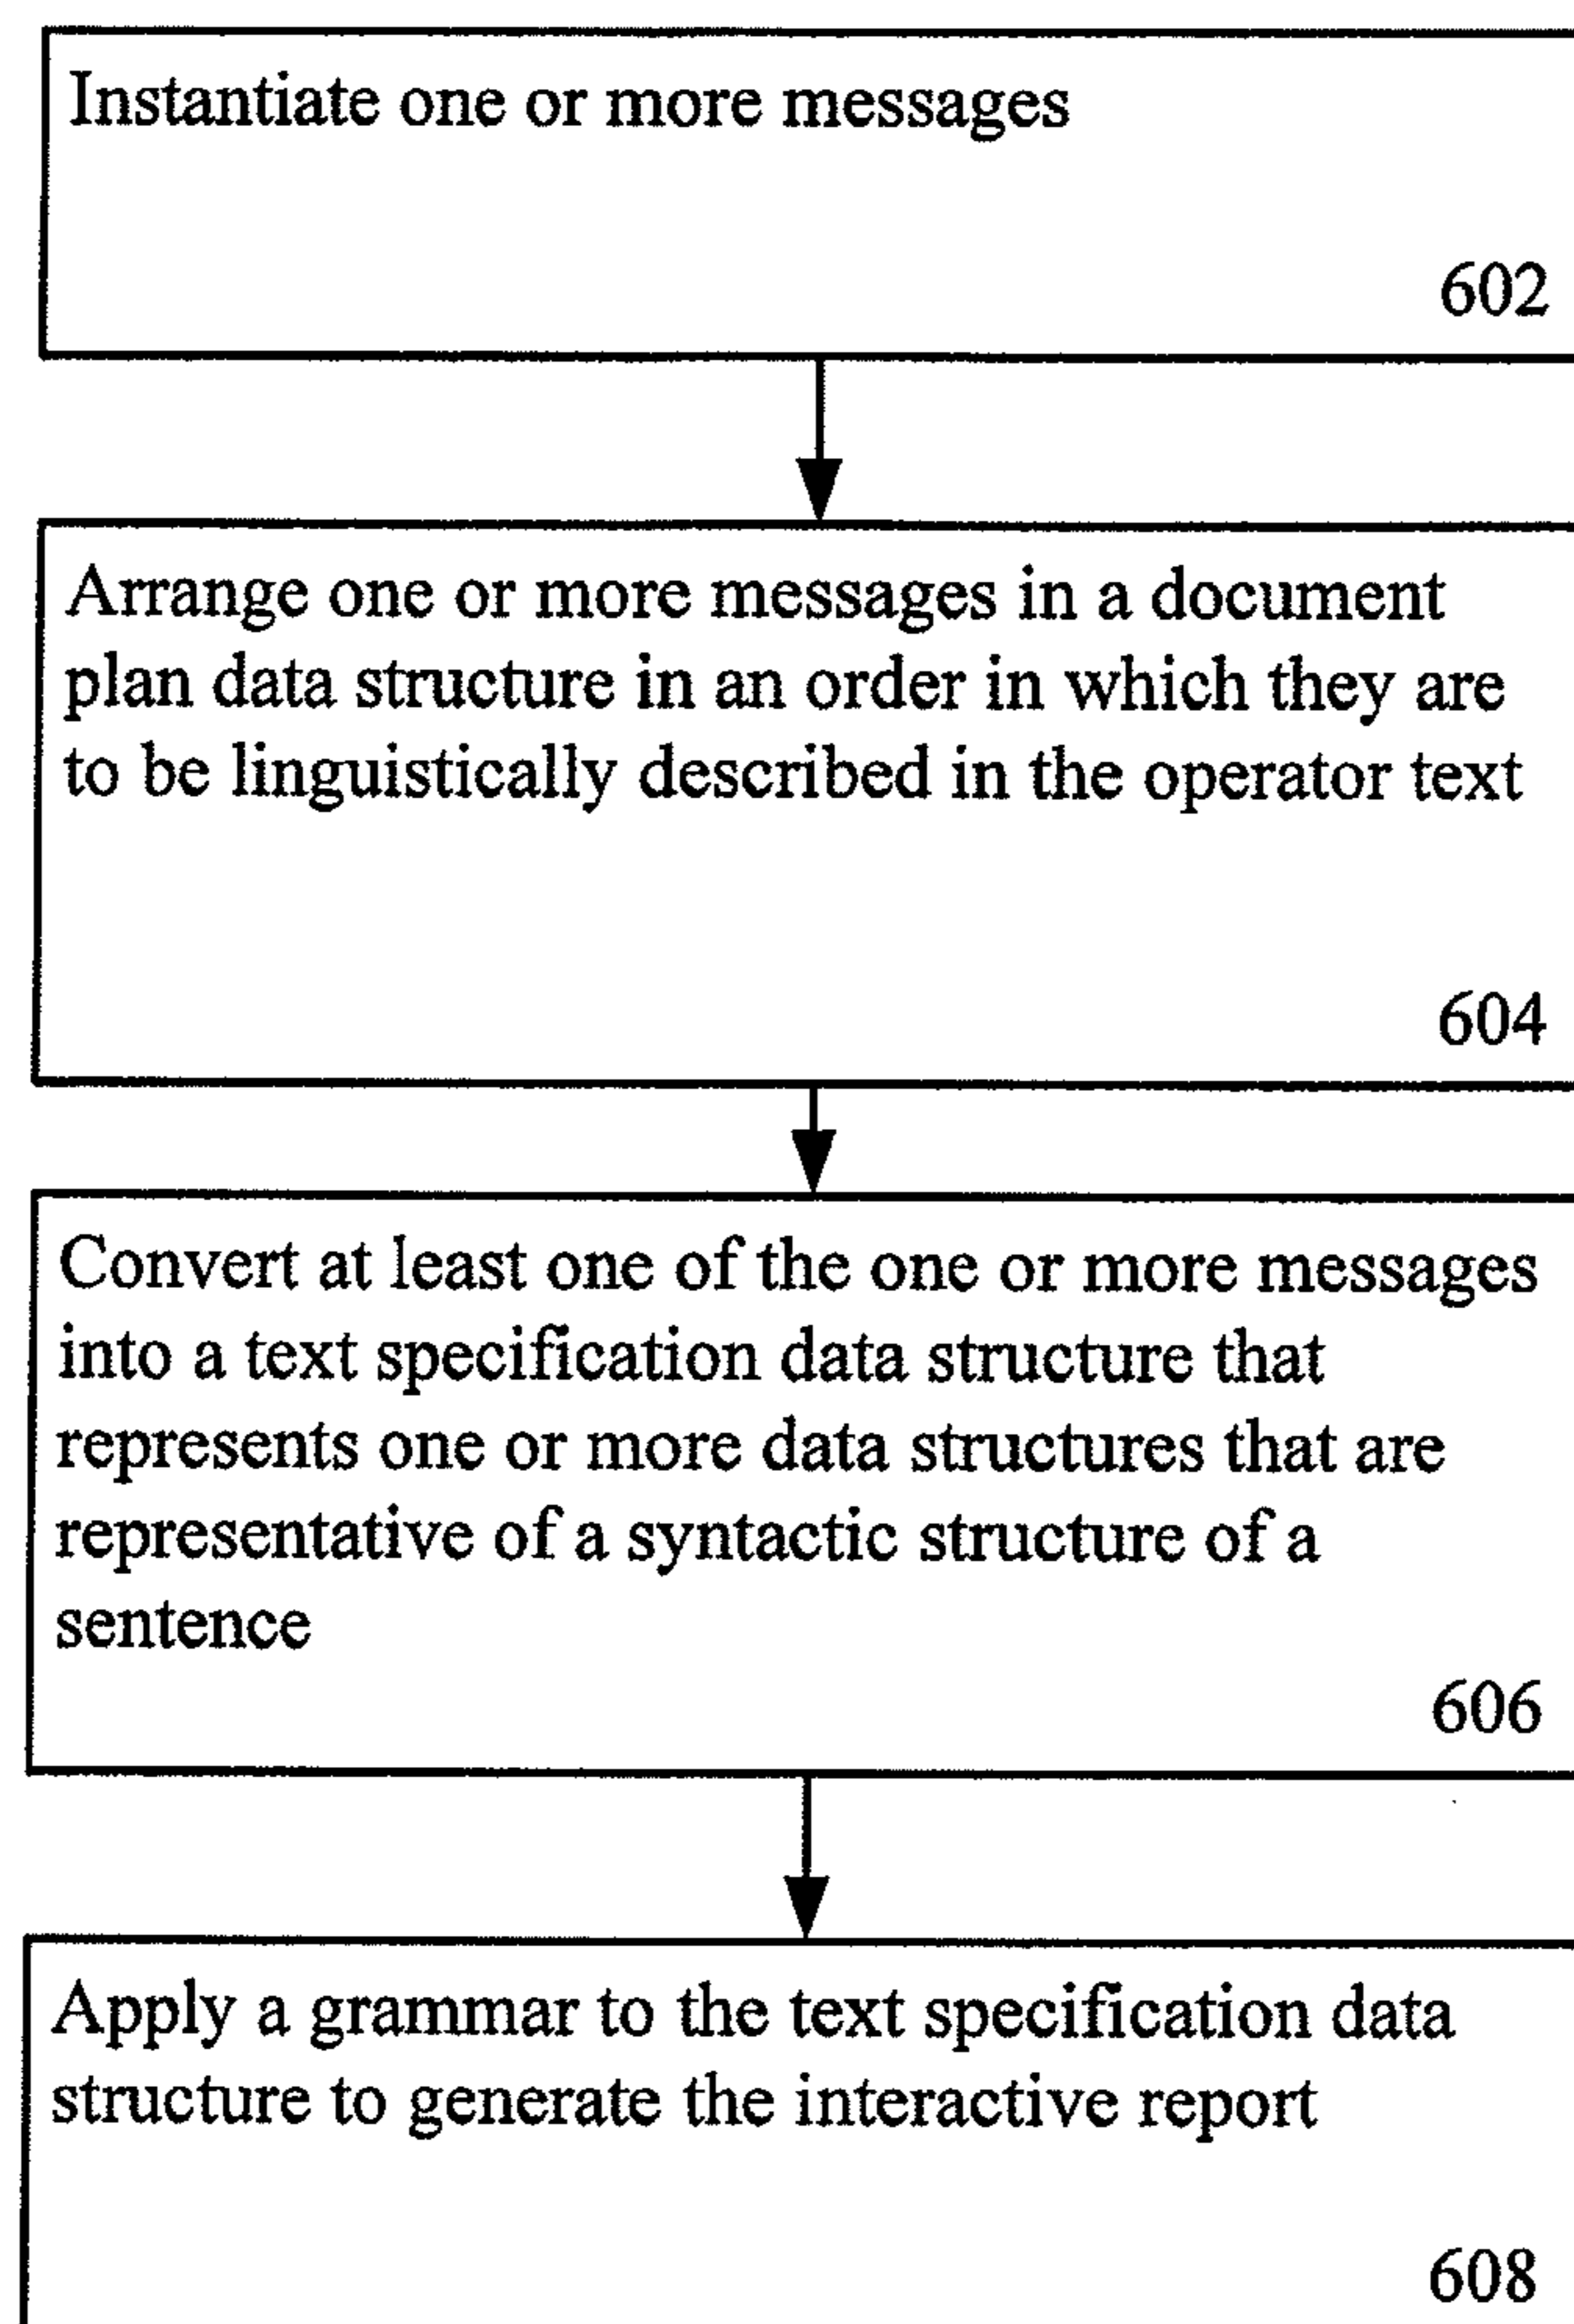 Instantiate one or more messages
602
Arrange one or more messages in a document
plan data structure in an order in which they are
to be linguistically described in the operator text
604
Convert at least one of the one or more messages
into a text specification data structure that
represents one or more data structures that are
representative of a syntactic structure of a
sentence
606
Apply a grammar to the text specification data
structure to generate the interactive report
608